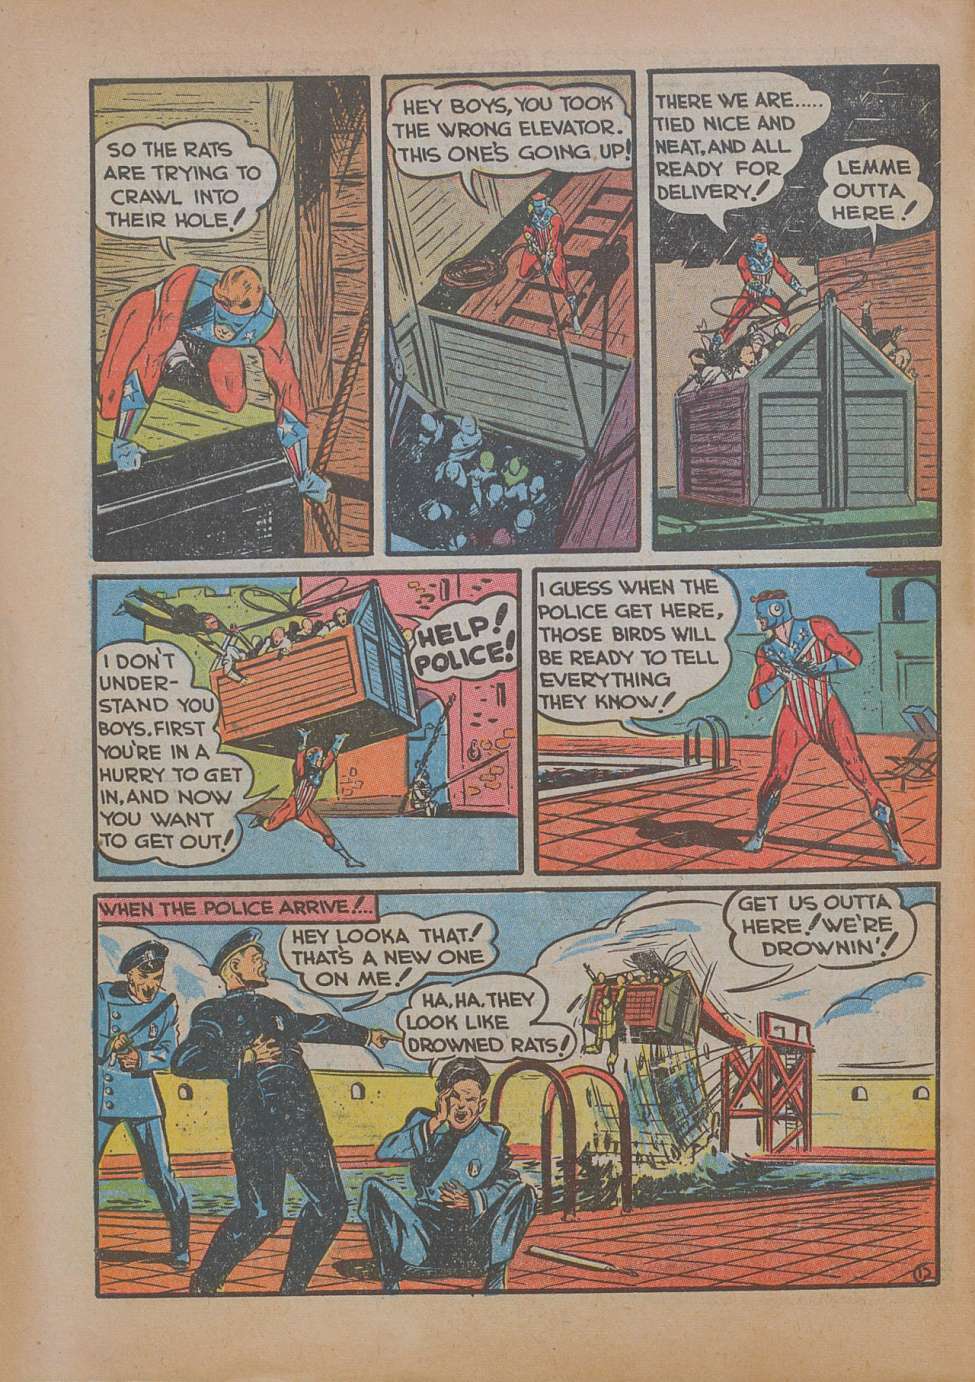 SO THE RATS
ARE TRYING TO
CRAWL INTO
THEIR HOLE!
HEY BOYS, YOU TOOK
THE WRONG ELEVATOR.
THIS ONE'S GOING UP!
THERE WE ARE.....
TIED NICE AND
NEAT, AND ALL
READY FOR
DELIVERY!
LEMME
OUTTA
HERE!
I DON'T
UNDER-
STAND YOU
BOYS. FIRST
YOU'RE IN A
HURRY TO GET
IN, AND NOW
YOU WANT
TO GET OUT!
HELP!
POLICE!
I GUESS WHEN THE
POLICE GET HERE,
THOSE BIRDS WILL
BE READY TO TELL
EVERYTHING
THEY KNOW!
WHEN THE POLICE ARRIVE!...
HEY LOOKA THAT!
THAT'S A NEW ONE
ON ME!
HA, HA, THEY
LOOK LIKE
DROWNED RATS!
GET US OUTTA
HERE! WE'RE
DROWNIN'!